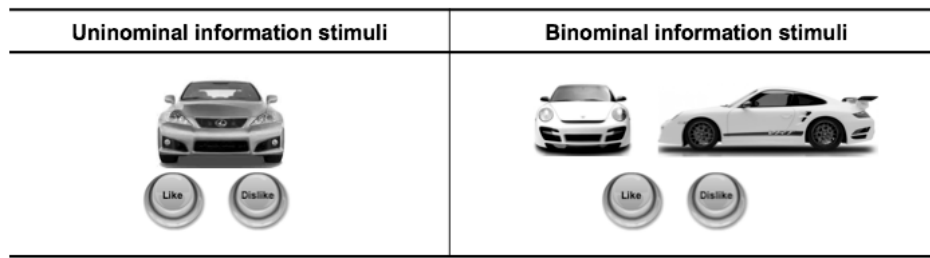 Uninominal information stimuli
Binominal information stimuli
Like
Dislike
Like
Dislike